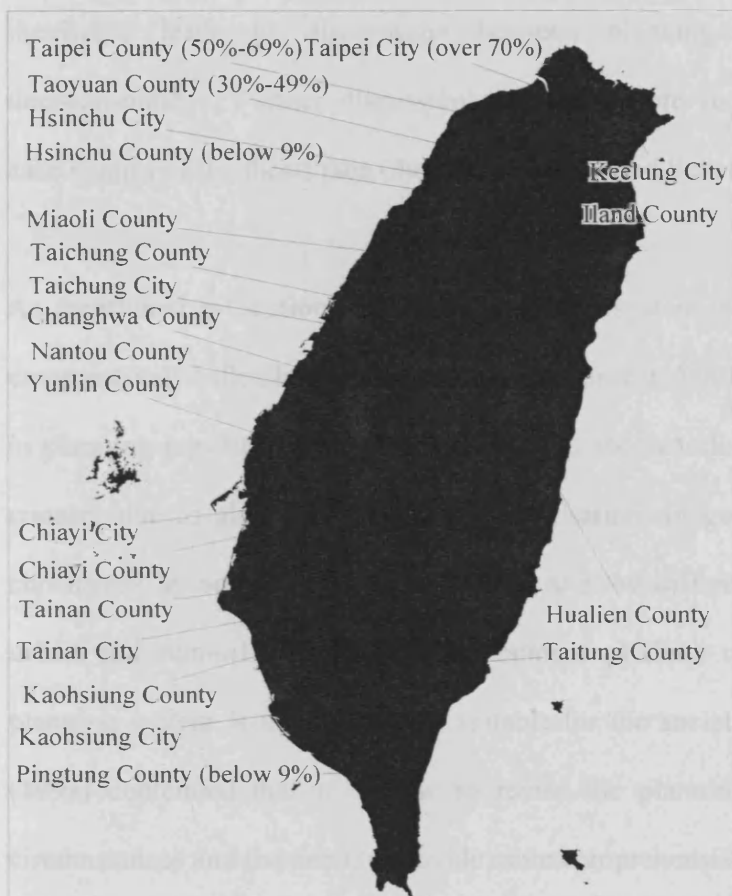 Taipei County (50%-69%) Taipei City (over 70%)
Taoyuan County (30%-49%)
Hsinchu City
Hsinchu County (below 9%)
Keelung City
Iland County
Miaoli County
Taichung County
Taichung City
Changhwa County
Nantou County
Yunlin County
Chiayi City
Chiayi County
Tainan County
Hualien County
Tainan City
Taitung County
Kaohsiung County
Kaohsiung City
Pingtung County (below 9%)